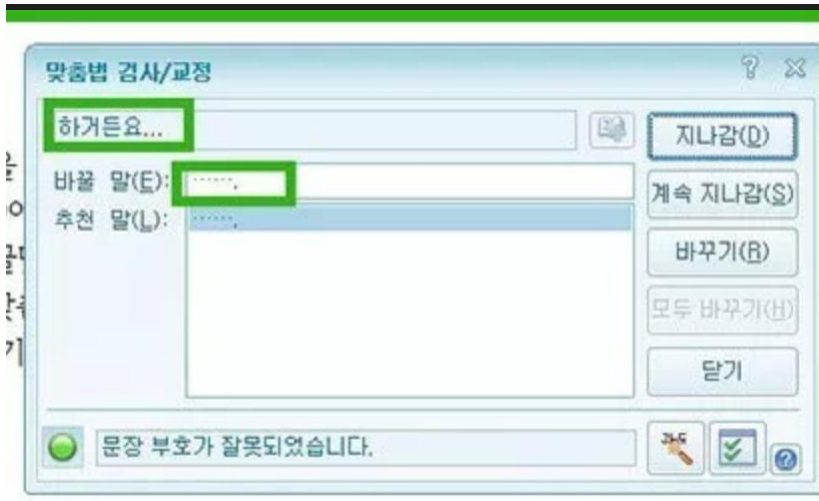 맞춤법 검사/교정
하거든요...
지나감(D)
바꿀 말(E): ……。
계속 지나감(S)
추천 말(L): ……。
바꾸기(R)
모두 바꾸기(H)
닫기
문장 부호가 잘못되었습니다.